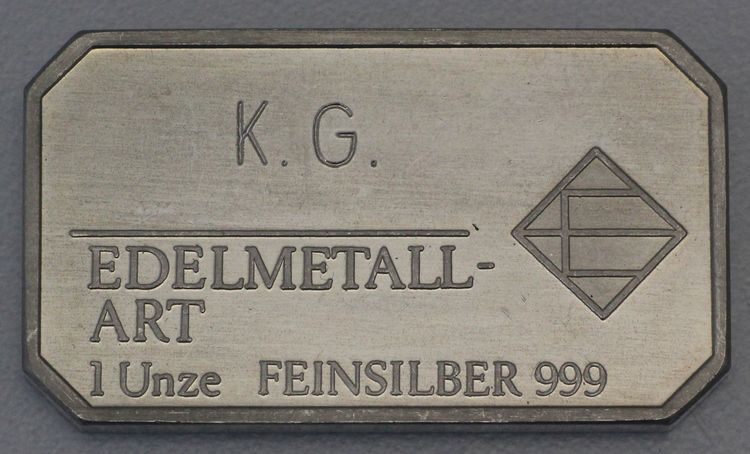 K. G.
EDELMETALL-
ART
1 Unze FEINSILBER 999